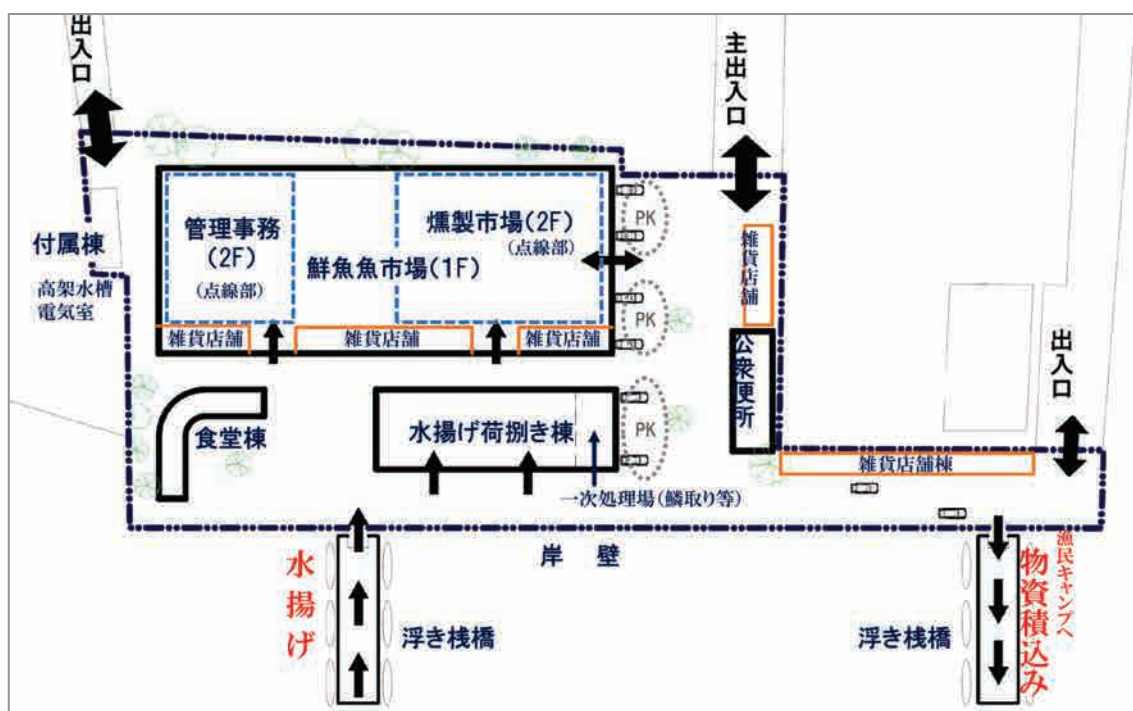 出入口
主出入口
管理事務
(2F)
(点線部)
燻製市場(2F)
(点線部)
鮮魚魚市場(1F)
PK
雑貨店舗
付属棟
高架水槽
電気室
PK
雑貨店舗
雑貨店舗
雑貨店舗
公衆便所
出入口
食堂棟
水揚げ荷捌き棟
PK
雑貨店舗棟
一次処理場(鱗取り等)
岸 壁
水揚げ
浮き桟橋
浮き桟橋
物資積込み
漁民キャンプへ